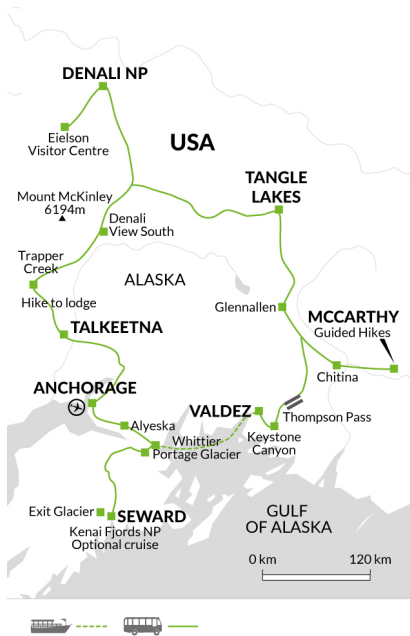 DENALI NP
Eielson
Visitor Centre
USA
TANGLE
LAKES
Mount McKinley
6194m
Denali
View South
Trapper
Creek
ALASKA
Hike to lodge
Glennallen
MCCARTHY
Guided Hikes
TALKEETNA
Chitina
ANCHORAGE
VALDEZ
Thompson Pass
Alyeska
Keystone
Canyon
Whittier
Portage Glacier
Exit Glacier
SEWARD
Kenai Fjords NP
Optional cruise
GULF
OF ALASKA
0 km
120 km